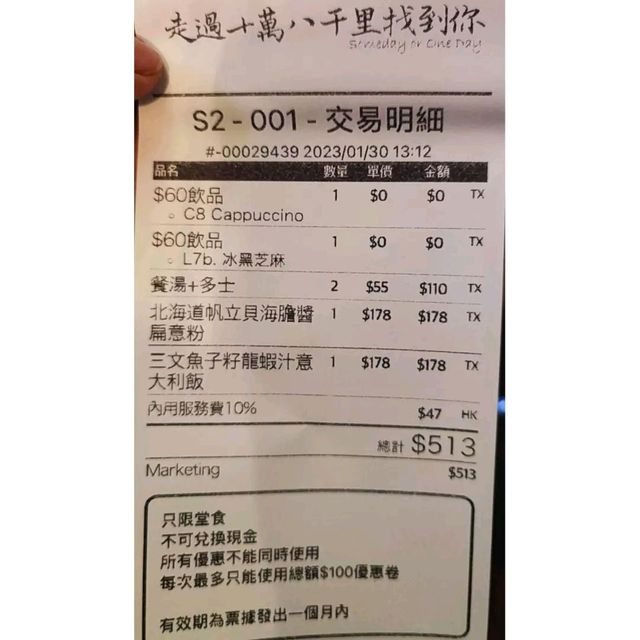 走過十萬八千里找到你
Someday or One Day
S2 - 001 - 交易明細
#-00029439 2023/01/30 13:12
品名 數量 單價 金額
$60飲品 1 $0 $0 TX
○ C8 Cappuccino
$60飲品 1 $0 $0 TX
○ L7b. 冰黑芝麻
餐湯+多士 2 $55 $110 TX
北海道帆立貝海膽醬 1 $178 $178 TX
扁意粉
三文魚子籽龍蝦汁意 1 $178 $178 TX
大利飯
內用服務費10% $47 HK
總計 $513
Marketing $513
只限堂食
不可兌換現金
所有優惠不能同時使用
每次最多只能使用總額$100優惠卷
有效期為票據發出一個月內